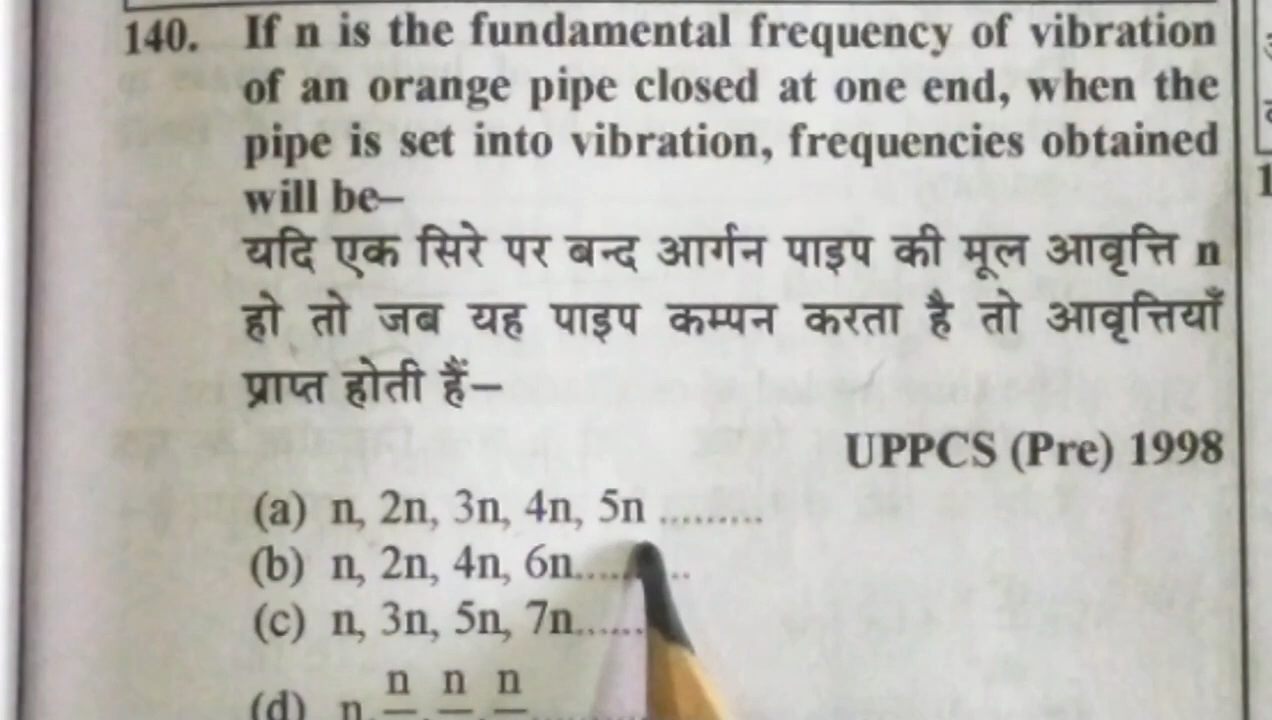 140. If n is the fundamental frequency of vibration
of an orange pipe closed at one end, when the
pipe is set into vibration, frequencies obtained
will be–
यदि एक सिरे पर बन्द आर्गन पाइप की मूल आवृत्ति n
हो तो जब यह पाइप कम्पन करता है तो आवृत्तियाँ
प्राप्त होती हैं–
UPPCS (Pre) 1998
(a) n, 2n, 3n, 4n, 5n .........
(b) n, 2n, 4n, 6n.........
(c) n, 3n, 5n, 7n......
(d) n, n n n